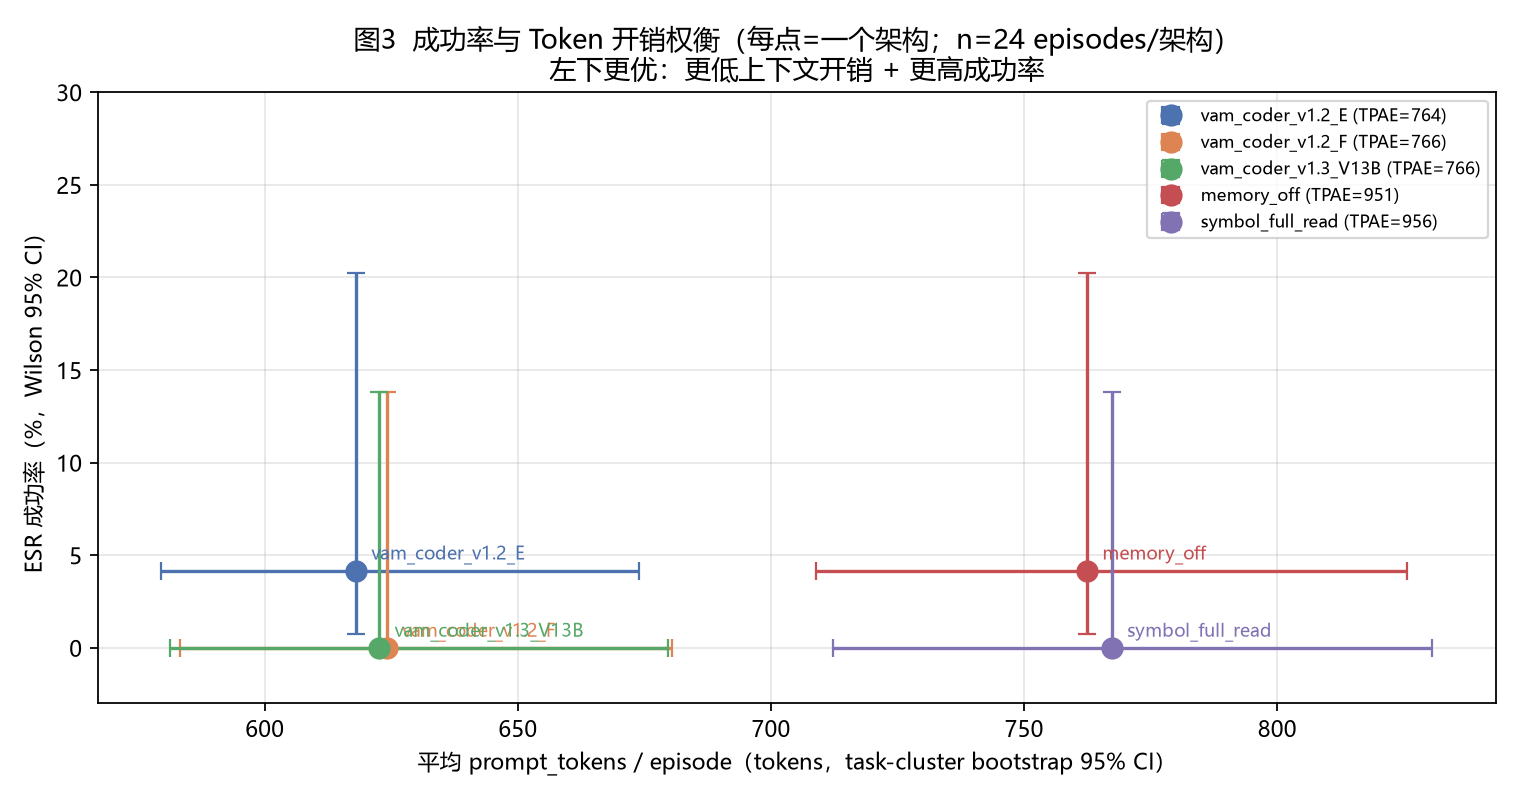 图3  成功率与 Token 开销权衡（每点=一个架构；n=24 episodes/架构）
左下更优：更低上下文开销 + 更高成功率
30
25
20
15
10
5
0
ESR 成功率（%，Wilson 95% CI）
vam_coder_v1.2_E (TPAE=764)
vam_coder_v1.2_F (TPAE=766)
vam_coder_v1.3_V13B (TPAE=766)
memory_off (TPAE=951)
symbol_full_read (TPAE=956)
vam_coder_v1.2_E
memory_off
vam_coder_v1.3_V13B
vam_coder_v1.2_F
symbol_full_read
600
650
700
750
800
平均 prompt_tokens / episode（tokens，task-cluster bootstrap 95% CI）